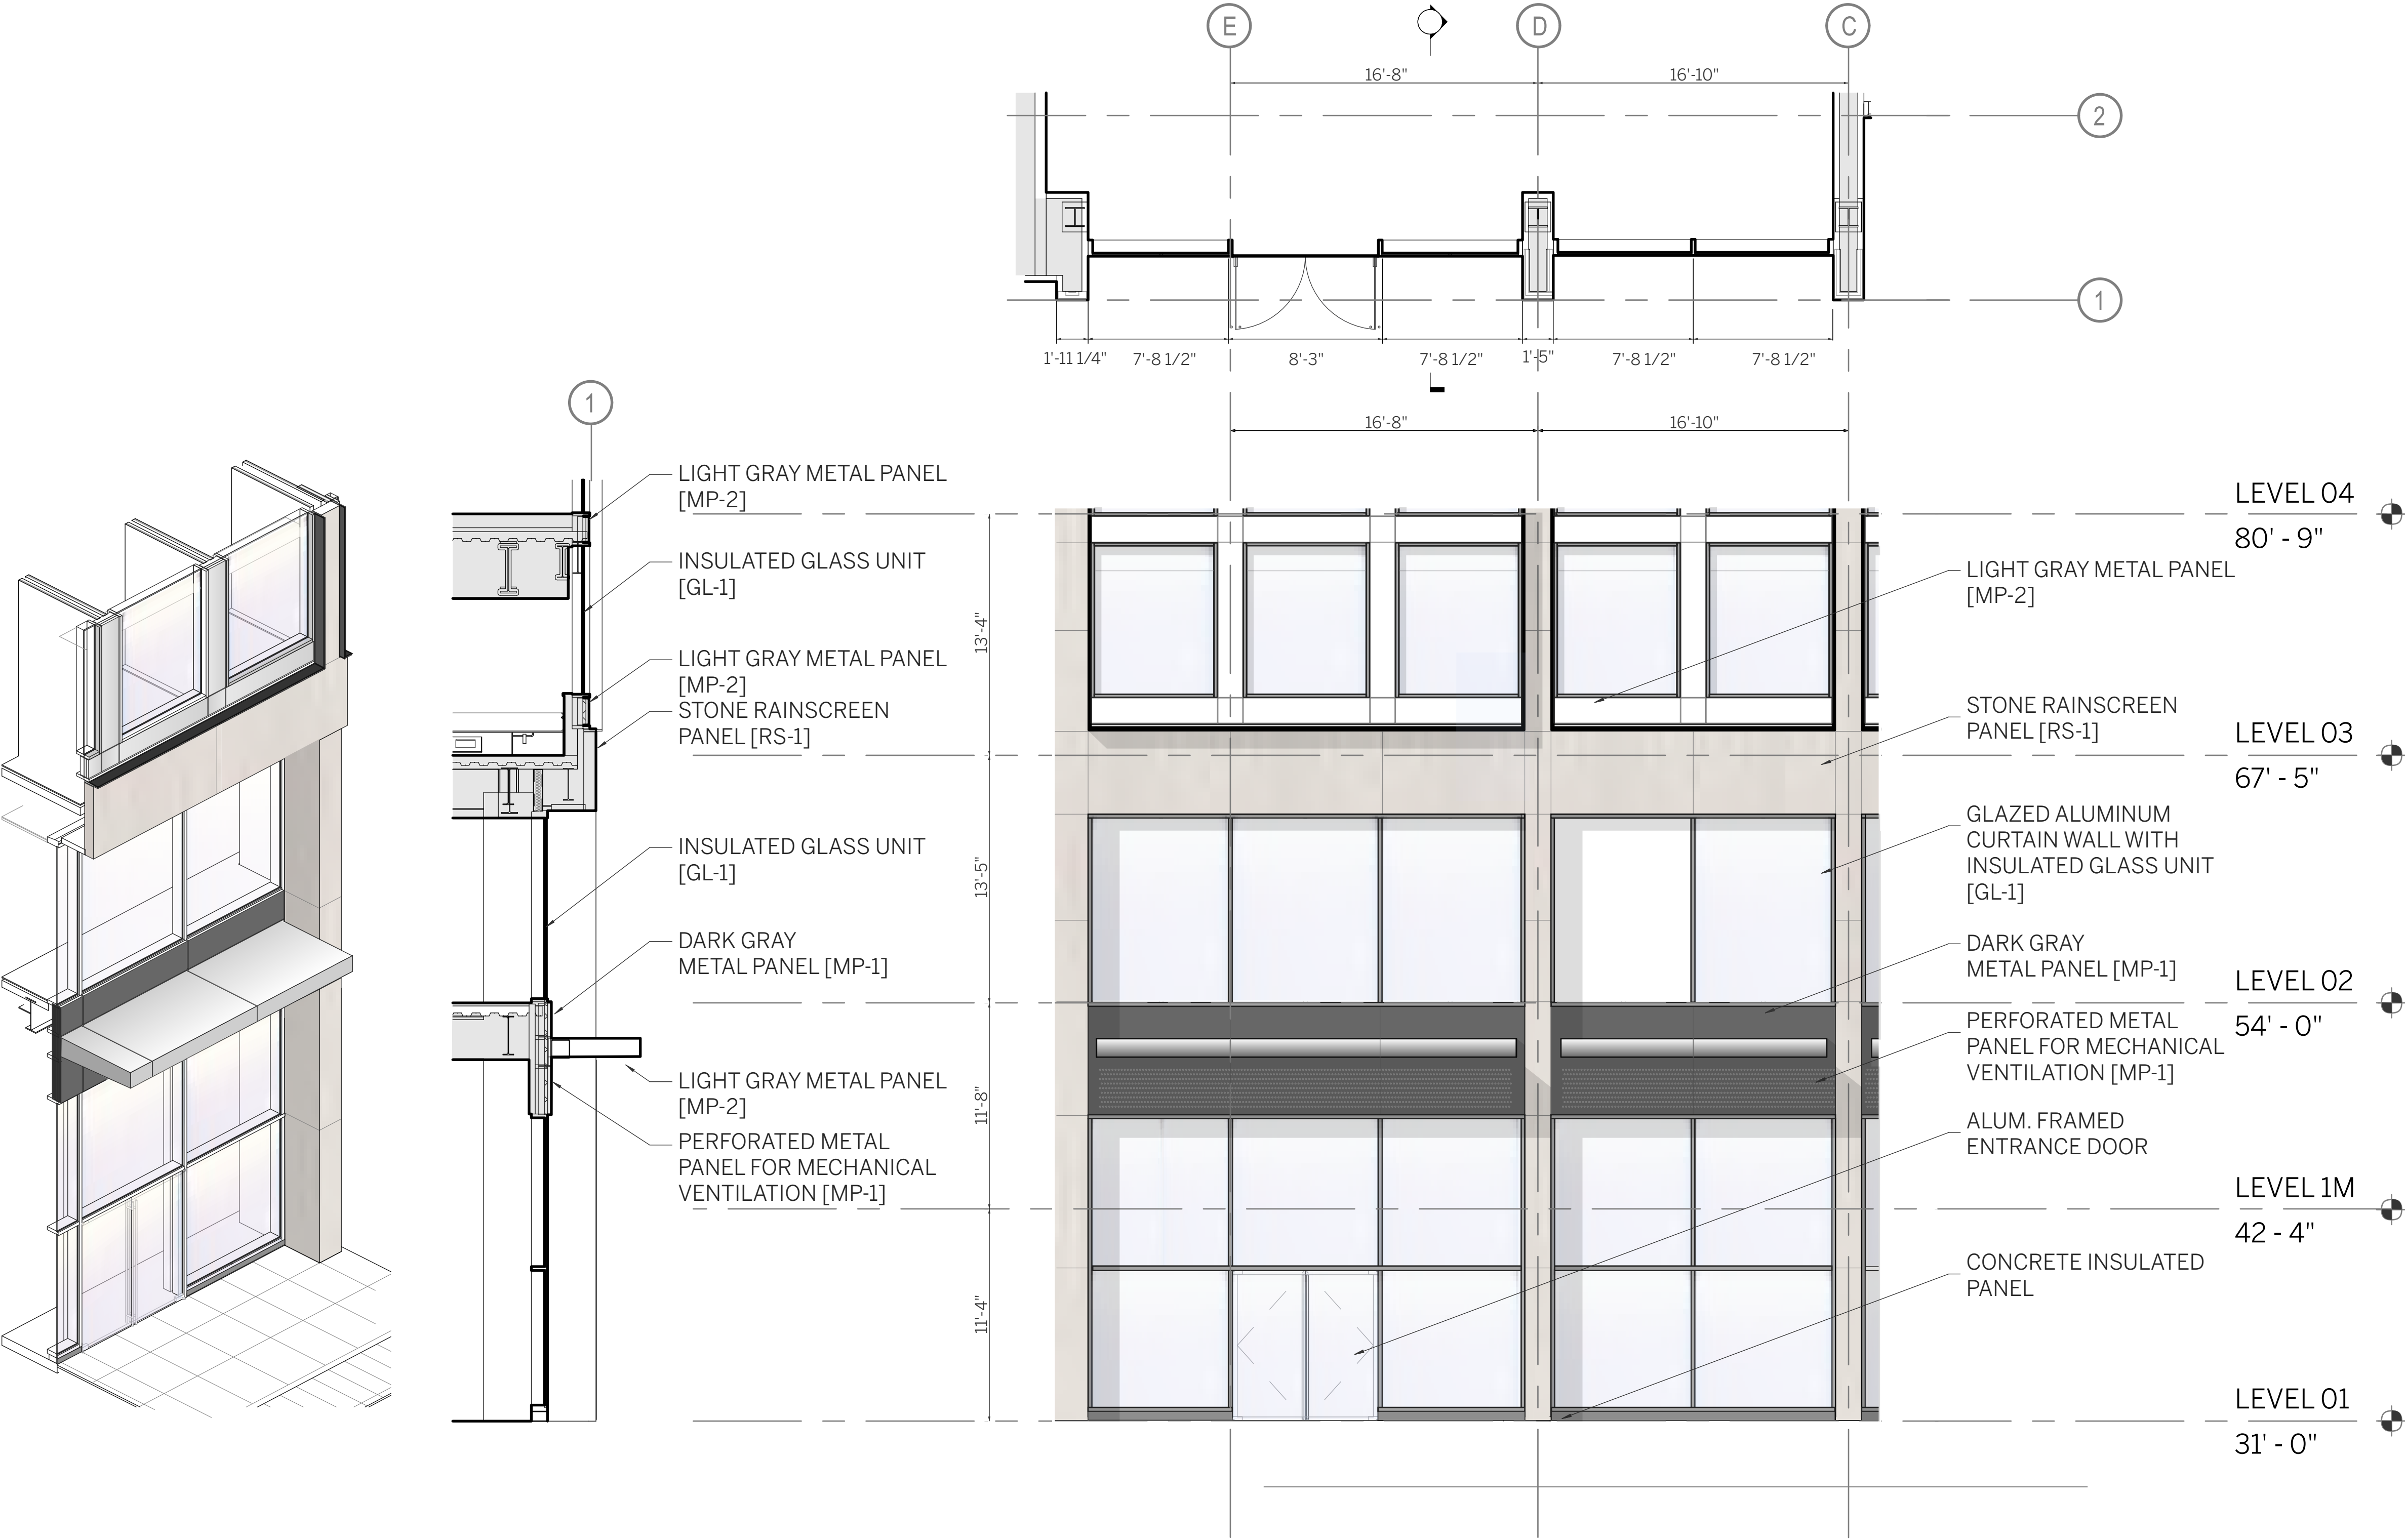 E
D
C
16'-8"
16'-10"
2
1
1'-11 1/4"
7'-8 1/2"
8'-3"
7'-8 1/2"
1'-5"
7'-8 1/2"
7'-8 1/2"
16'-8"
16'-10"
1
LIGHT GRAY METAL PANEL
[MP-2]
INSULATED GLASS UNIT
[GL-1]
LIGHT GRAY METAL PANEL
[MP-2]
STONE RAINSCREEN
PANEL [RS-1]
INSULATED GLASS UNIT
[GL-1]
DARK GRAY
METAL PANEL [MP-1]
LIGHT GRAY METAL PANEL
[MP-2]
PERFORATED METAL
PANEL FOR MECHANICAL
VENTILATION [MP-1]
13'-4"
13'-5"
11'-8"
11'-4"
LIGHT GRAY METAL PANEL
[MP-2]
STONE RAINSCREEN
PANEL [RS-1]
GLAZED ALUMINUM
CURTAIN WALL WITH
INSULATED GLASS UNIT
[GL-1]
DARK GRAY
METAL PANEL [MP-1]
PERFORATED METAL
PANEL FOR MECHANICAL
VENTILATION [MP-1]
ALUM. FRAMED
ENTRANCE DOOR
CONCRETE INSULATED
PANEL
LEVEL 04
80' - 9"
LEVEL 03
67' - 5"
LEVEL 02
54' - 0"
LEVEL 1M
42 - 4"
LEVEL 01
31' - 0"